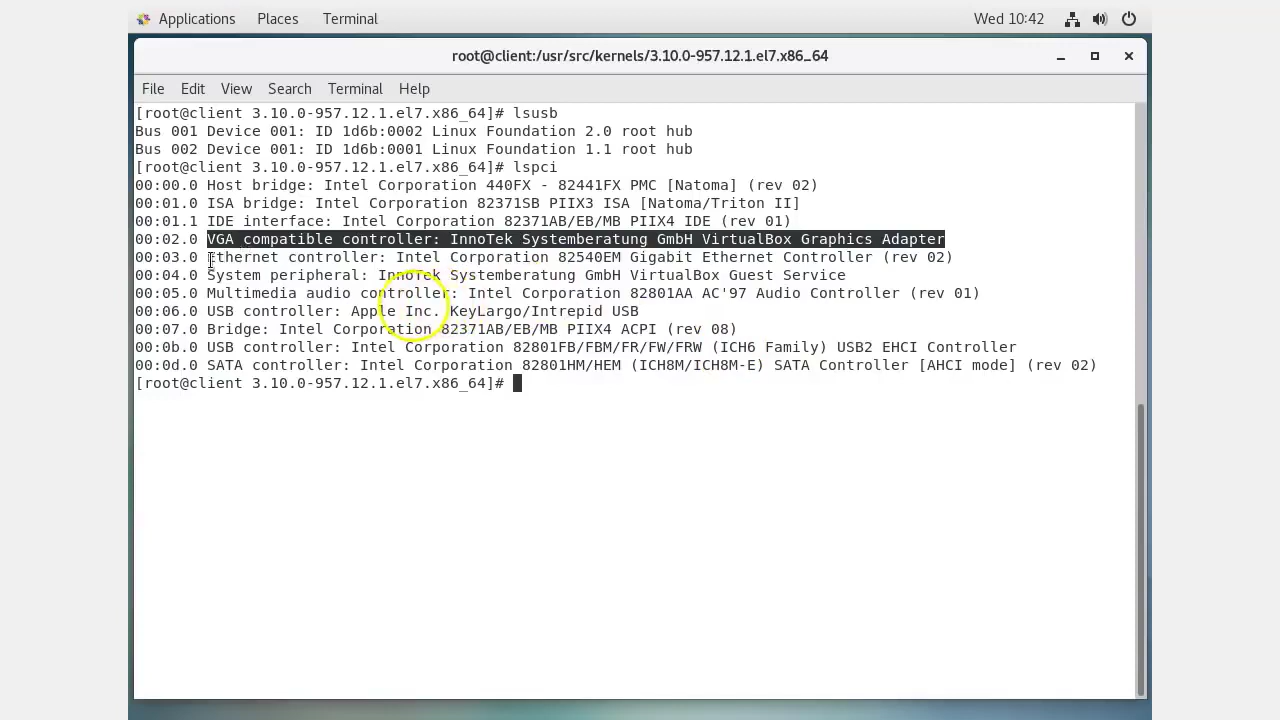 Applications Places Terminal Wed 10:42
root@client:/usr/src/kernels/3.10.0-957.12.1.el7.x86_64
File Edit View Search Terminal Help
[root@client 3.10.0-957.12.1.el7.x86_64]# lsusb
Bus 001 Device 001: ID 1d6b:0002 Linux Foundation 2.0 root hub
Bus 002 Device 001: ID 1d6b:0001 Linux Foundation 1.1 root hub
[root@client 3.10.0-957.12.1.el7.x86_64]# lspci
00:00.0 Host bridge: Intel Corporation 440FX - 82441FX PMC [Natoma] (rev 02)
00:01.0 ISA bridge: Intel Corporation 82371SB PIIX3 ISA [Natoma/Triton II]
00:01.1 IDE interface: Intel Corporation 82371AB/EB/MB PIIX4 IDE (rev 01)
00:02.0 VGA compatible controller: InnoTek Systemberatung GmbH VirtualBox Graphics Adapter
00:03.0 Ethernet controller: Intel Corporation 82540EM Gigabit Ethernet Controller (rev 02)
00:04.0 System peripheral: InnoTek Systemberatung GmbH VirtualBox Guest Service
00:05.0 Multimedia audio controller: Intel Corporation 82801AA AC'97 Audio Controller (rev 01)
00:06.0 USB controller: Apple Inc. KeyLargo/Intrepid USB
00:07.0 Bridge: Intel Corporation 82371AB/EB/MB PIIX4 ACPI (rev 08)
00:0b.0 USB controller: Intel Corporation 82801FB/FBM/FR/FW/FRW (ICH6 Family) USB2 EHCI Controller
00:0d.0 SATA controller: Intel Corporation 82801HM/HEM (ICH8M/ICH8M-E) SATA Controller [AHCI mode] (rev 02)
[root@client 3.10.0-957.12.1.el7.x86_64]#